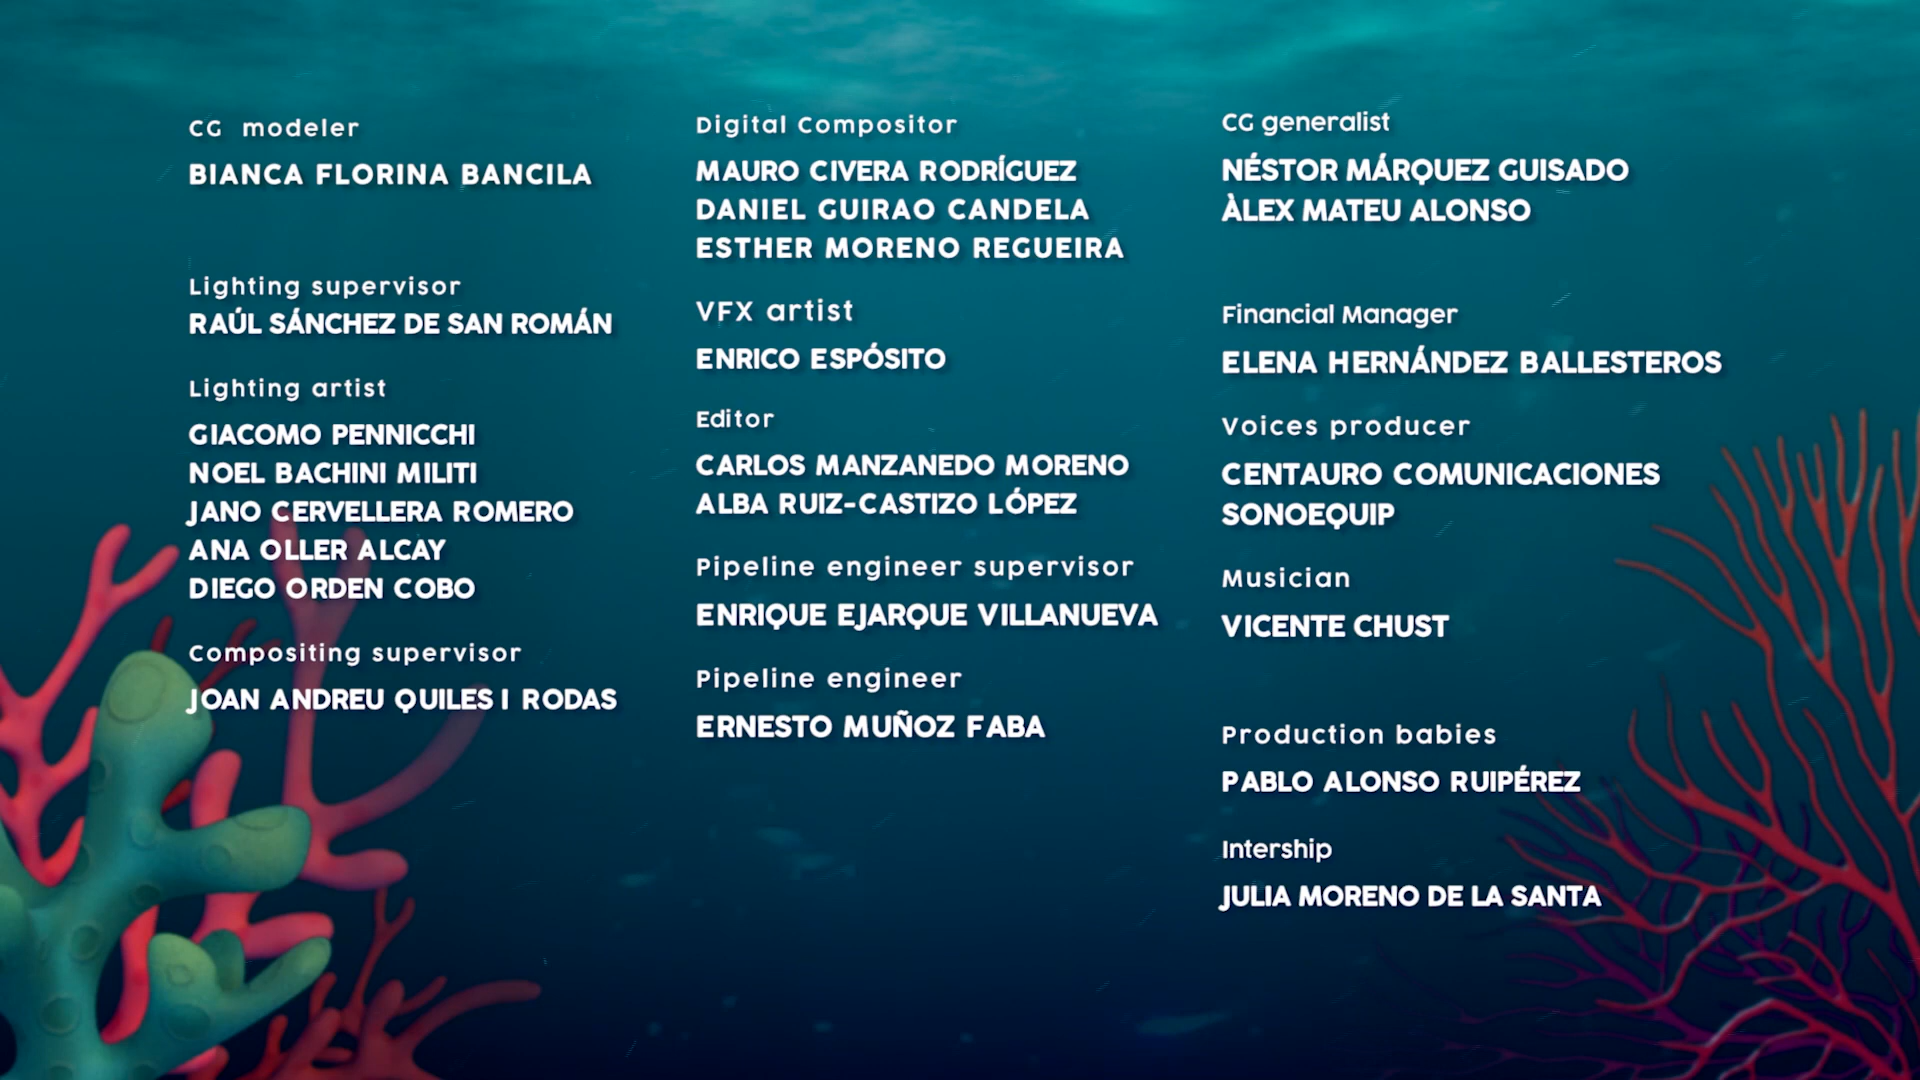 CG modeler
BIANCA FLORINA BANCILA
Lighting supervisor
RAÚL SÁNCHEZ DE SAN ROMÁN
Lighting artist
GIACOMO PENNICCHI
NOEL BACHINI MILITI
JANO CERVELLERA ROMERO
ANA OLLER ALCAY
DIEGO ORDEN COBO
Compositing supervisor
JOAN ANDREU QUILES I RODAS
Digital Compositor
MAURO CIVERA RODRÍGUEZ
DANIEL GUIRAO CANDELA
ESTHER MORENO REGUEIRA
VFX artist
ENRICO ESPÓSITO
Editor
CARLOS MANZANEDO MORENO
ALBA RUIZ-CASTIZO LÓPEZ
Pipeline engineer supervisor
ENRIQUE EJARQUE VILLANUEVA
Pipeline engineer
ERNESTO MUÑOZ FABA
CG generalist
NÉSTOR MÁRQUEZ GUISADO
ÀLEX MATEU ALONSO
Financial Manager
ELENA HERNÁNDEZ BALLESTEROS
Voices producer
CENTAURO COMUNICACIONES
SONOEQUIP
Musician
VICENTE CHUST
Production babies
PABLO ALONSO RUIPÉREZ
Intership
JULIA MORENO DE LA SANTA